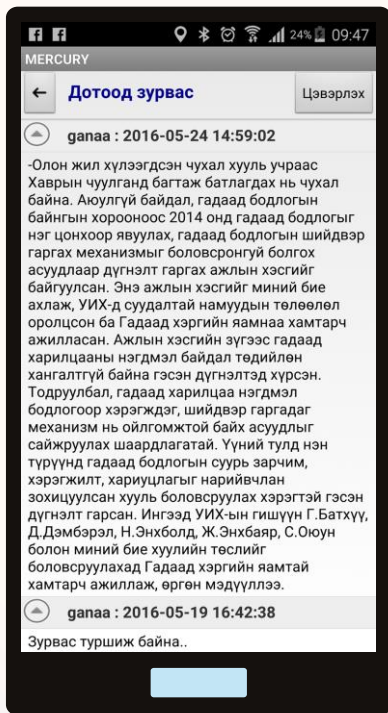 24% 09:47
MERCURY
Дотоод зурвас
Цэвэрлэх
ganaa : 2016-05-24 14:59:02
-Олон жил хүлээгдсэн чухал хууль учраас
Хаврын чуулганд багтаж батлагдах нь чухал
байна. Аюулгүй байдал, гадаад бодлогын
байнгын хорооноос 2014 онд гадаад бодлогыг
нэг цонхоор явуулах, гадаад бодлогын шийдвэр
гаргах механизмыг боловсронгуй болгох
асуудлаар дүгнэлт гаргах ажлын хэсгийг
байгуулсан. Энэ ажлын хэсгийг миний бие
ахлаж, УИХ-д суудалтай намуудын төлөөлөл
оролцсон ба Гадаад хэргийн яамнаа хамтарч
ажилласан. Ажлын хэсгийн зүгээс гадаад
харилцааны нэгдмэл байдал төдийлөн
хангалтгүй байна гэсэн дүгнэлтэд хүрсэн.
Тодруулбал, гадаад харилцаа нэгдмэл
бодлогоор хэрэгждэг, шийдвэр гаргадаг
механизм нь ойлгомжтой байх асуудлыг
сайжруулах шаардлагатай. Үүний тулд нэн
түрүүнд гадаад бодлогын суурь зарчим,
хэрэгжилт, хариуцлагыг нарийвчлан
зохицуулсан хууль боловсруулах хэрэгтэй гэсэн
дүгнэлт гарсан. Ингээд УИХ-ын гишүүн Г.Батхүү,
Д.Дэмбэрэл, Н.Энхболд, Ж.Энхбаяр, С.Оюун
болон миний бие хуулийн төслийг
боловсруулахад Гадаад хэргийн яамтай
хамтарч ажиллаж, өргөн мэдүүллээ.
ganaa : 2016-05-19 16:42:38
Зурвас туршиж байна..